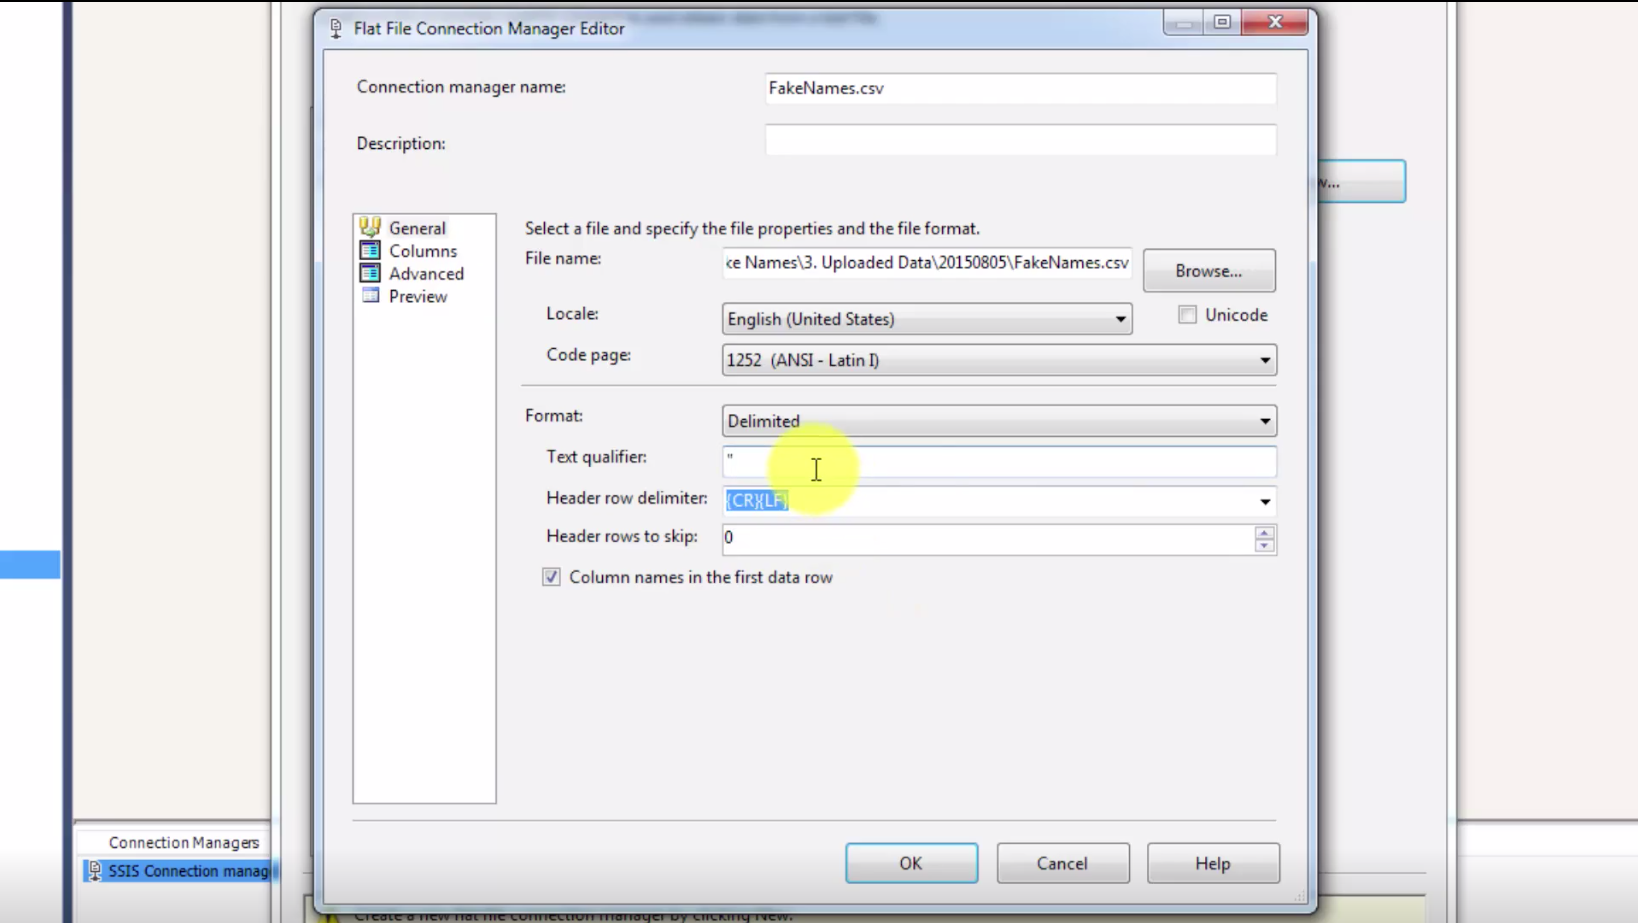 Flat File Connection Manager Editor
Connection manager name:
FakeNames.csv
Description:
General
Columns
Advanced
Preview
Select a file and specify the file properties and the file format.
File name:
ke Names\3. Uploaded Data\20150805\FakeNames.csv
Browse...
Locale:
English (United States)
Unicode
Code page:
1252 (ANSI - Latin I)
Format:
Delimited
Text qualifier:
"
Header row delimiter:
{CR}{LF}
Header rows to skip:
0
Column names in the first data row
OK
Cancel
Help
w...
Connection Managers
SSIS Connection manag
Create a new flat file connection manager by clicking New.